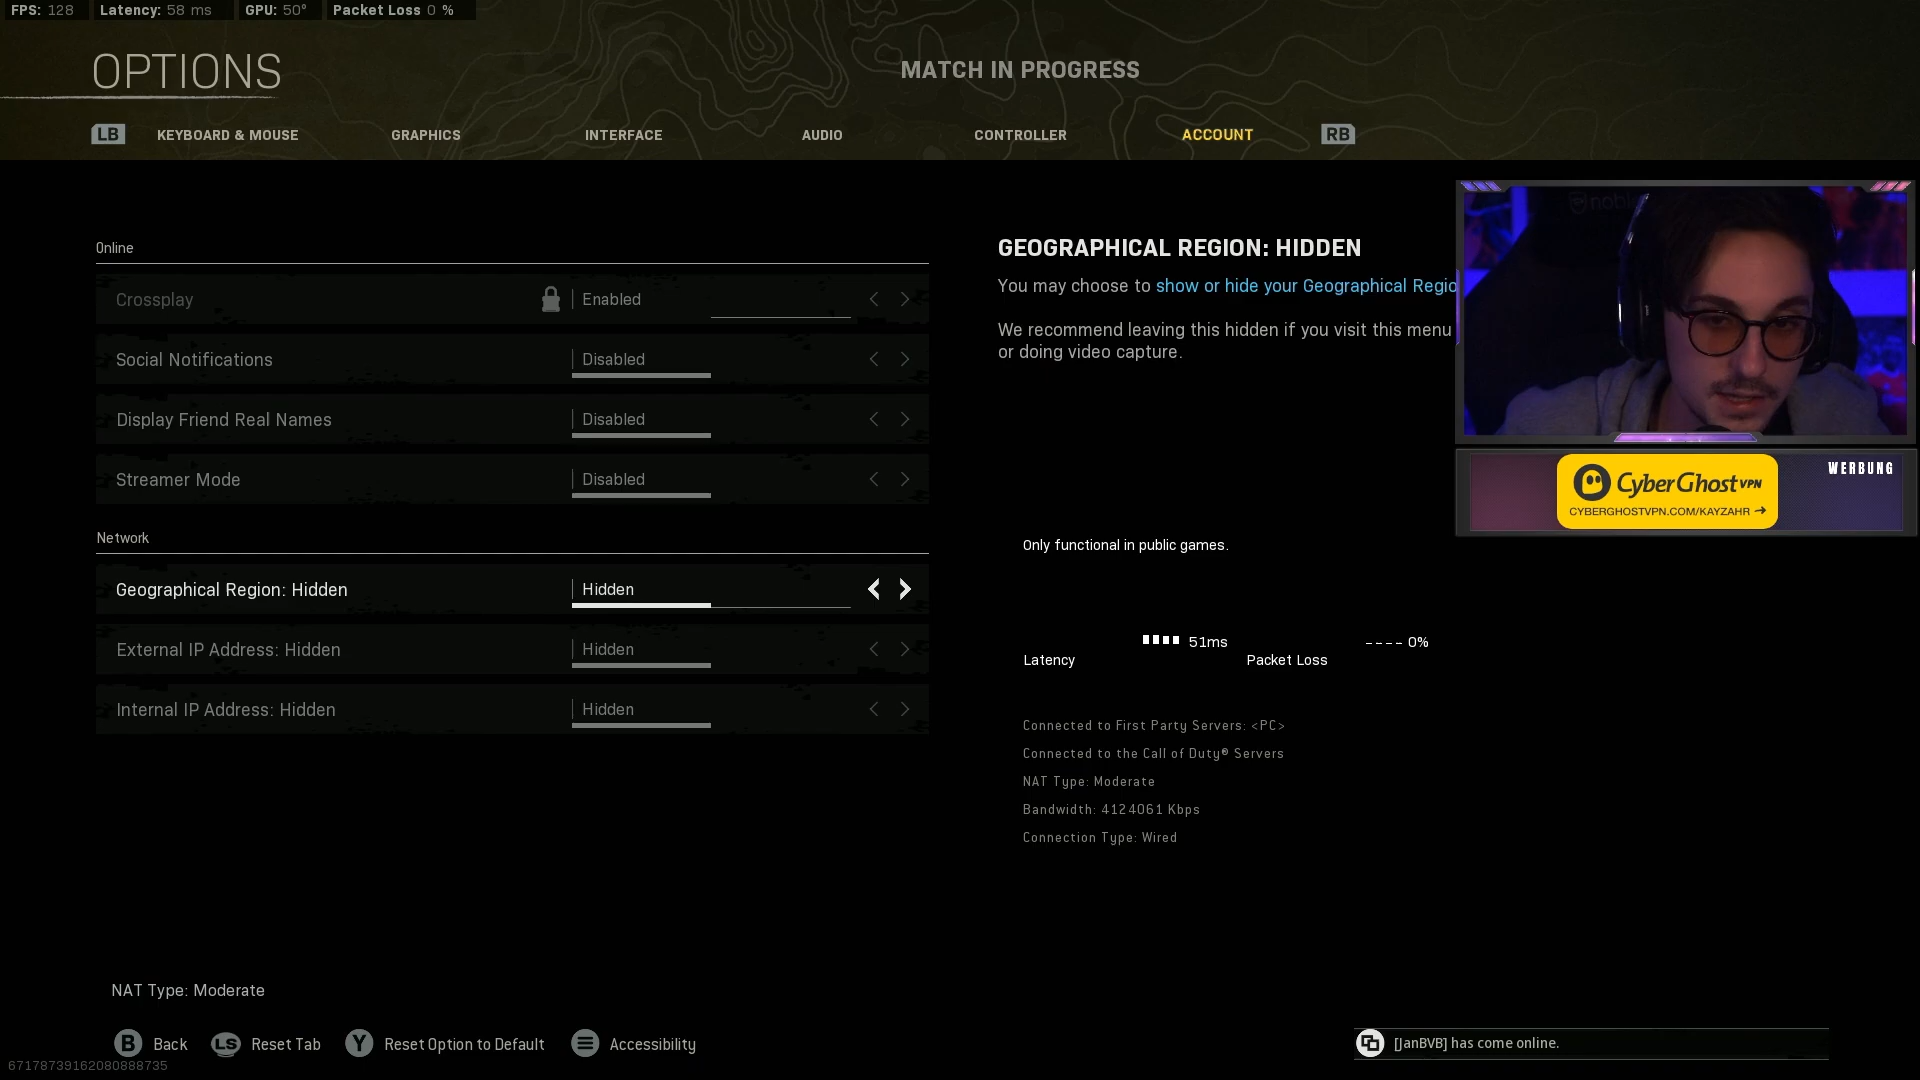 FPS: 128 Latency: 58 ms GPU: 50° Packet Loss 0 %
OPTIONS
MATCH IN PROGRESS
LB KEYBOARD & MOUSE GRAPHICS INTERFACE AUDIO CONTROLLER ACCOUNT RB
Online
Crossplay Enabled
Social Notifications Disabled
Display Friend Real Names Disabled
Streamer Mode Disabled
Network
Geographical Region: Hidden Hidden
External IP Address: Hidden Hidden
Internal IP Address: Hidden Hidden
GEOGRAPHICAL REGION: HIDDEN
You may choose to show or hide your Geographical Regio
We recommend leaving this hidden if you visit this menu
or doing video capture.
Only functional in public games.
51ms
Latency
0%
Packet Loss
Connected to First Party Servers: <PC>
Connected to the Call of Duty® Servers
NAT Type: Moderate
Bandwidth: 4124061 Kbps
Connection Type: Wired
WERBUNG
CyberGhost VPN
CYBERGHOSTVPN.COM/KAYZAHR →
NAT Type: Moderate
B Back LS Reset Tab Y Reset Option to Default Accessibility
67178739162080888735
[JanBVB] has come online.